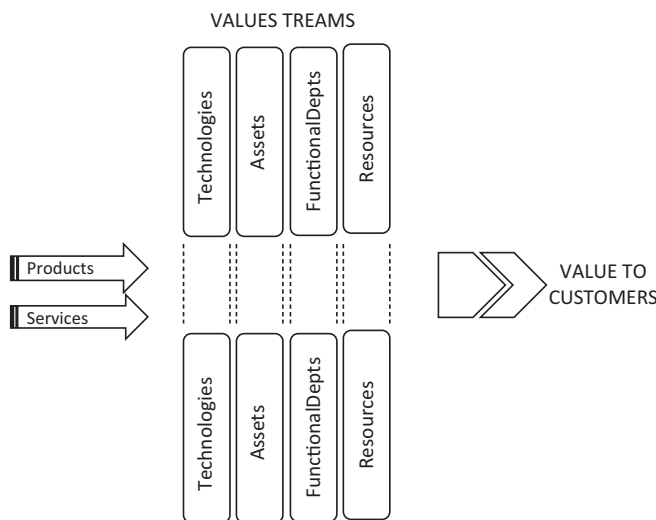 VALUES TREAMS
Technologies
Assets
FunctionalDepts
Resources
Products
Services
VALUE TO
CUSTOMERS
Technologies
Assets
FunctionalDepts
Resources